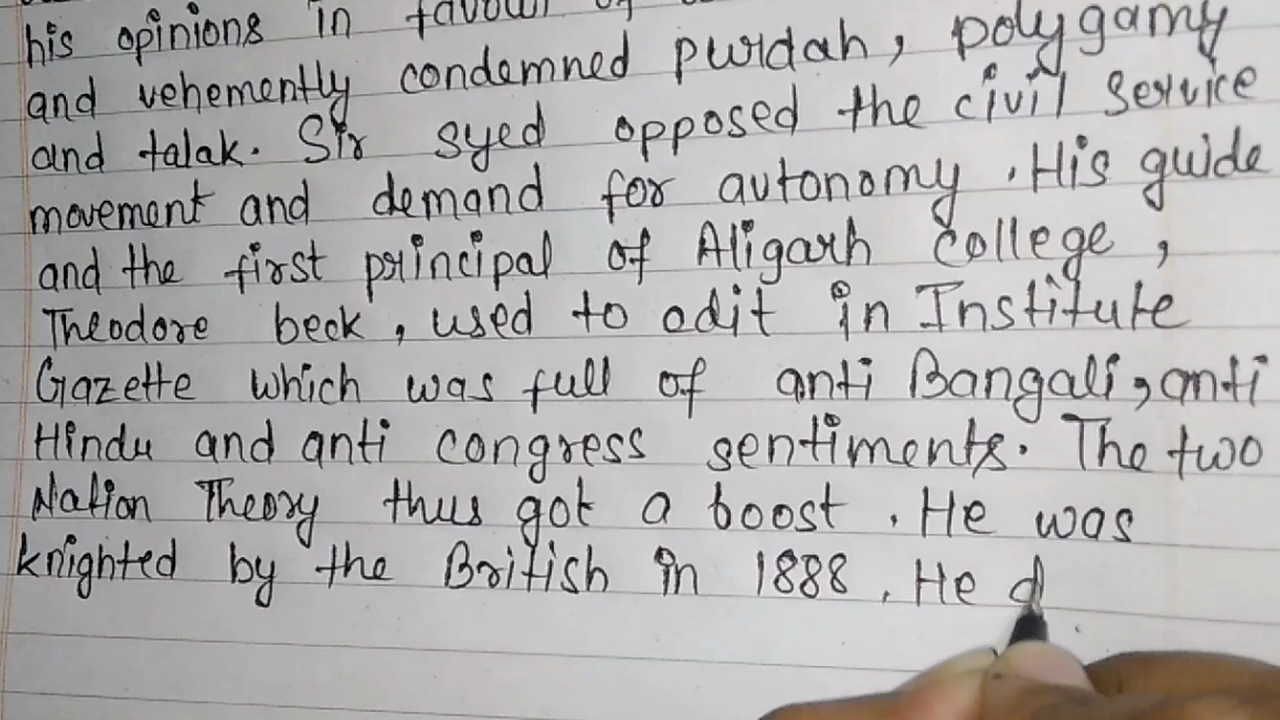 his opinions in favour of
and vehemently condemned purdah, polygamy
and talak. Sir syed opposed the civil service
movement and demand for autonomy. His guide
and the first principal of Aligarh College,
Theodore beck, used to edit in Institute
Gazette which was full of anti Bangali, anti
Hindu and anti congress sentiments. The two
Nation Theory thus got a boost. He was
knighted by the British in 1888. He d